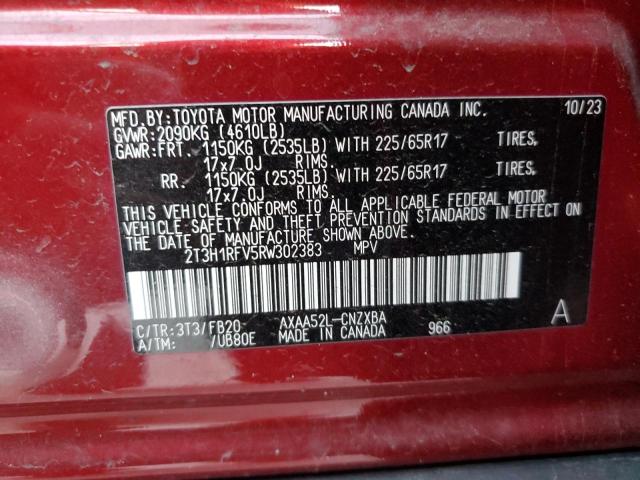 MFD.BY:TOYOTA MOTOR MANUFACTURING CANADA INC. 10/23
GVWR:2090KG (4610LB)
GAWR:FRT. 1150KG (2535LB) WITH 225/65R17 TIRES,
17x7.0J RIMS.
RR. 1150KG (2535LB) WITH 225/65R17 TIRES,
17x7.0J RIMS.
THIS VEHICLE CONFORMS TO ALL APPLICABLE FEDERAL MOTOR
VEHICLE SAFETY AND THEFT PREVENTION STANDARDS IN EFFECT ON
THE DATE OF MANUFACTURE SHOWN ABOVE.
2T3H1RFV5RW302383 MPV
C/TR:3T3/FB20 AXAA52L-CNZXBA A
A/TM: /UB80E MADE IN CANADA 966